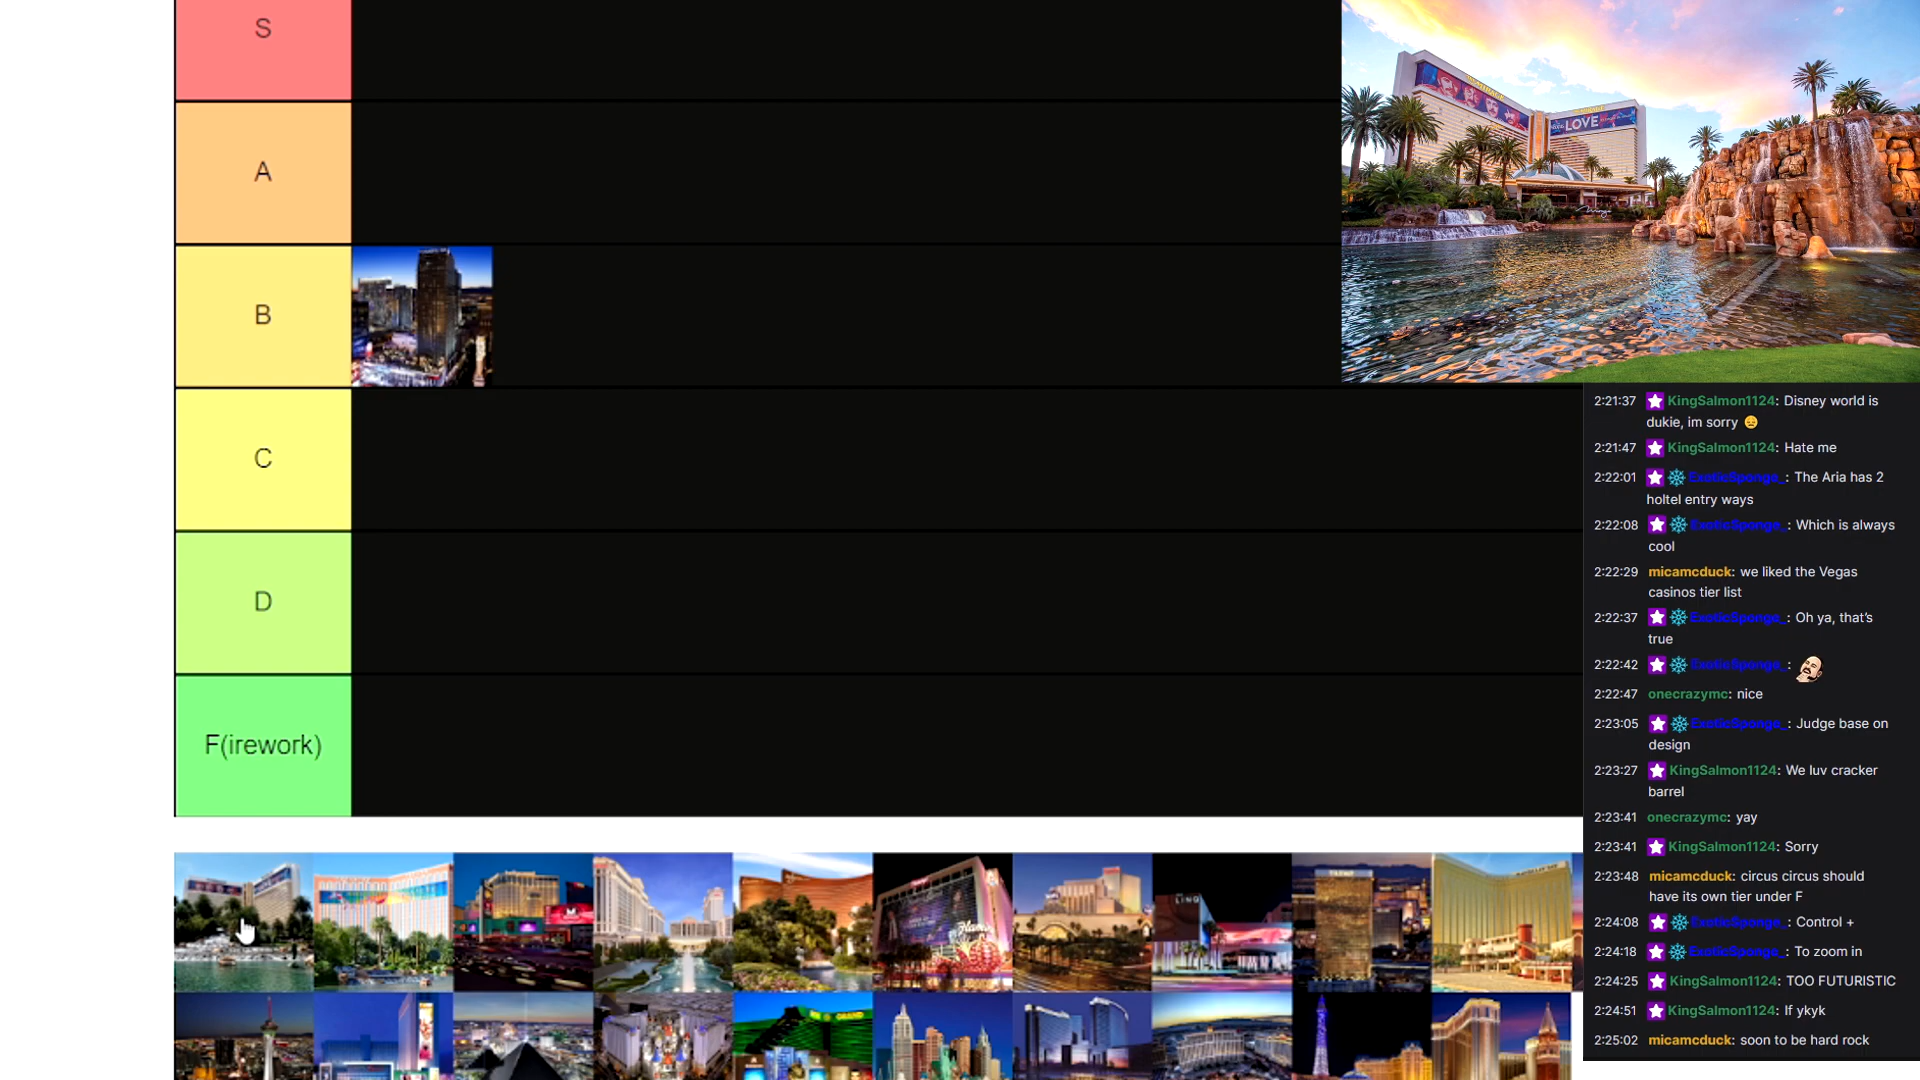 S
A
B
C
D
F(irework)
LOVE
2:21:37 KingSalmon1124: Disney world is
dukie, im sorry
2:21:47 KingSalmon1124: Hate me
2:22:01 ExoticSponge_: The Aria has 2
holtel entry ways
2:22:08 ExoticSponge_: Which is always
cool
2:22:29 micamcduck: we liked the Vegas
casinos tier list
2:22:37 ExoticSponge_: Oh ya, that's
true
2:22:42 ExoticSponge_:
2:22:47 onecrazymc: nice
2:23:05 ExoticSponge_: Judge base on
design
2:23:27 KingSalmon1124: We luv cracker
barrel
2:23:41 onecrazymc: yay
2:23:41 KingSalmon1124: Sorry
2:23:48 micamcduck: circus circus should
have its own tier under F
2:24:08 ExoticSponge_: Control +
2:24:18 ExoticSponge_: To zoom in
2:24:25 KingSalmon1124: TOO FUTURISTIC
2:24:51 KingSalmon1124: If ykyk
2:25:02 micamcduck: soon to be hard rock
LINQ
TRUMP
GRAND